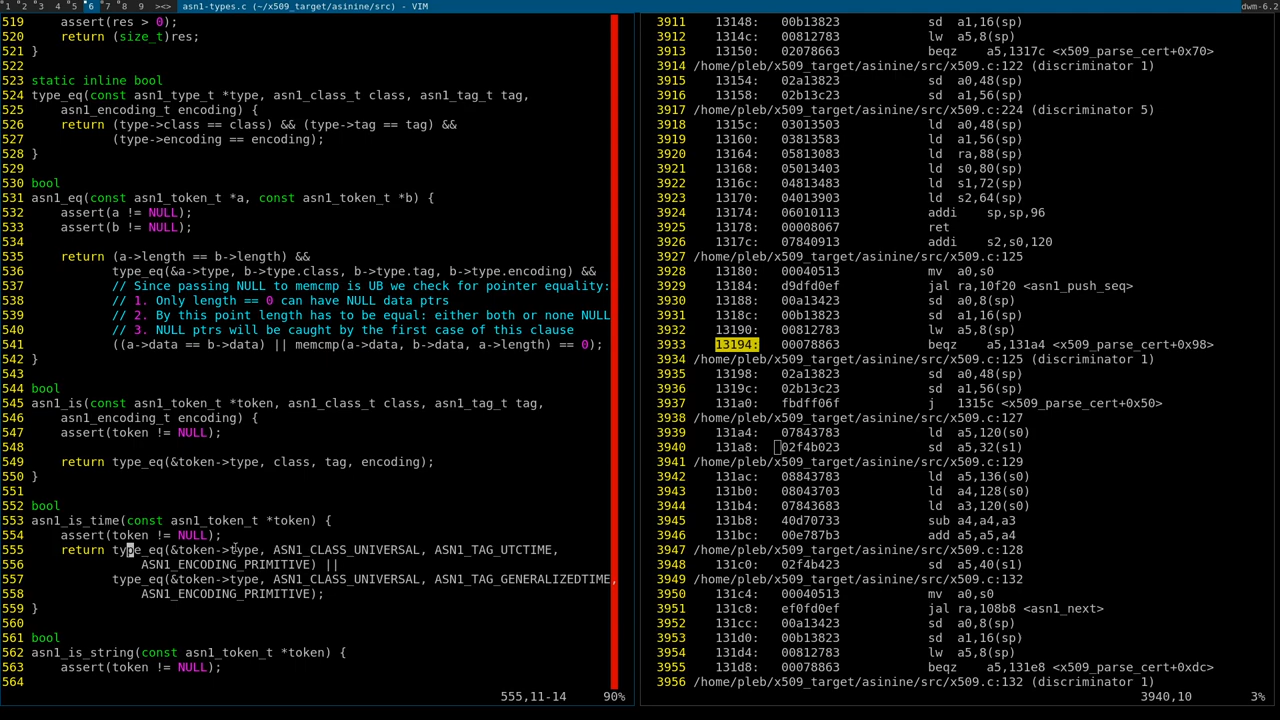 1 2 3 4 5 6 7 8 9 ><> asn1-types.c (~/x509_target/asinine/src) - VIM dwm-6.2
519 assert(res > 0);
520 return (size_t)res;
521 }
522
523 static inline bool
524 type_eq(const asn1_type_t *type, asn1_class_t class, asn1_tag_t tag,
525 asn1_encoding_t encoding) {
526 return (type->class == class) && (type->tag == tag) &&
527 (type->encoding == encoding);
528 }
529
530 bool
531 asn1_eq(const asn1_token_t *a, const asn1_token_t *b) {
532 assert(a != NULL);
533 assert(b != NULL);
534
535 return (a->length == b->length) &&
536 type_eq(&a->type, b->type.class, b->type.tag, b->type.encoding) &&
537 // Since passing NULL to memcmp is UB we check for pointer equality:
538 // 1. Only length == 0 can have NULL data ptrs
539 // 2. By this point length has to be equal: either both or none NULL
540 // 3. NULL ptrs will be caught by the first case of this clause
541 ((a->data == b->data) || memcmp(a->data, b->data, a->length) == 0);
542 }
543
544 bool
545 asn1_is(const asn1_token_t *token, asn1_class_t class, asn1_tag_t tag,
546 asn1_encoding_t encoding) {
547 assert(token != NULL);
548
549 return type_eq(&token->type, class, tag, encoding);
550 }
551
552 bool
553 asn1_is_time(const asn1_token_t *token) {
554 assert(token != NULL);
555 return type_eq(&token->type, ASN1_CLASS_UNIVERSAL, ASN1_TAG_UTCTIME,
556 ASN1_ENCODING_PRIMITIVE) ||
557 type_eq(&token->type, ASN1_CLASS_UNIVERSAL, ASN1_TAG_GENERALIZEDTIME,
558 ASN1_ENCODING_PRIMITIVE);
559 }
560
561 bool
562 asn1_is_string(const asn1_token_t *token) {
563 assert(token != NULL);
564
555,11-14 90%
3911 13148: 00b13823 sd a1,16(sp)
3912 1314c: 00812783 lw a5,8(sp)
3913 13150: 02078663 beqz a5,1317c <x509_parse_cert+0x70>
3914 /home/pleb/x509_target/asinine/src/x509.c:122 (discriminator 1)
3915 13154: 02a13823 sd a0,48(sp)
3916 13158: 02b13c23 sd a1,56(sp)
3917 /home/pleb/x509_target/asinine/src/x509.c:224 (discriminator 5)
3918 1315c: 03013503 ld a0,48(sp)
3919 13160: 03813583 ld a1,56(sp)
3920 13164: 05813083 ld ra,88(sp)
3921 13168: 05013403 ld s0,80(sp)
3922 1316c: 04813483 ld s1,72(sp)
3923 13170: 04013903 ld s2,64(sp)
3924 13174: 06010113 addi sp,sp,96
3925 13178: 00008067 ret
3926 1317c: 07840913 addi s2,s0,120
3927 /home/pleb/x509_target/asinine/src/x509.c:125
3928 13180: 00040513 mv a0,s0
3929 13184: d9dfd0ef jal ra,10f20 <asn1_push_seq>
3930 13188: 00a13423 sd a0,8(sp)
3931 1318c: 00b13823 sd a1,16(sp)
3932 13190: 00812783 lw a5,8(sp)
3933 13194: 00078863 beqz a5,131a4 <x509_parse_cert+0x98>
3934 /home/pleb/x509_target/asinine/src/x509.c:125 (discriminator 1)
3935 13198: 02a13823 sd a0,48(sp)
3936 1319c: 02b13c23 sd a1,56(sp)
3937 131a0: fbdff06f j 1315c <x509_parse_cert+0x50>
3938 /home/pleb/x509_target/asinine/src/x509.c:127
3939 131a4: 07843783 ld a5,120(s0)
3940 131a8: 02f4b023 sd a5,32(s1)
3941 /home/pleb/x509_target/asinine/src/x509.c:129
3942 131ac: 08843783 ld a5,136(s0)
3943 131b0: 08043703 ld a4,128(s0)
3944 131b4: 07843683 ld a3,120(s0)
3945 131b8: 40d70733 sub a4,a4,a3
3946 131bc: 00e787b3 add a5,a5,a4
3947 /home/pleb/x509_target/asinine/src/x509.c:128
3948 131c0: 02f4b423 sd a5,40(s1)
3949 /home/pleb/x509_target/asinine/src/x509.c:132
3950 131c4: 00040513 mv a0,s0
3951 131c8: ef0fd0ef jal ra,108b8 <asn1_next>
3952 131cc: 00a13423 sd a0,8(sp)
3953 131d0: 00b13823 sd a1,16(sp)
3954 131d4: 00812783 lw a5,8(sp)
3955 131d8: 00078863 beqz a5,131e8 <x509_parse_cert+0xdc>
3956 /home/pleb/x509_target/asinine/src/x509.c:132 (discriminator 1)
3940,10 3%